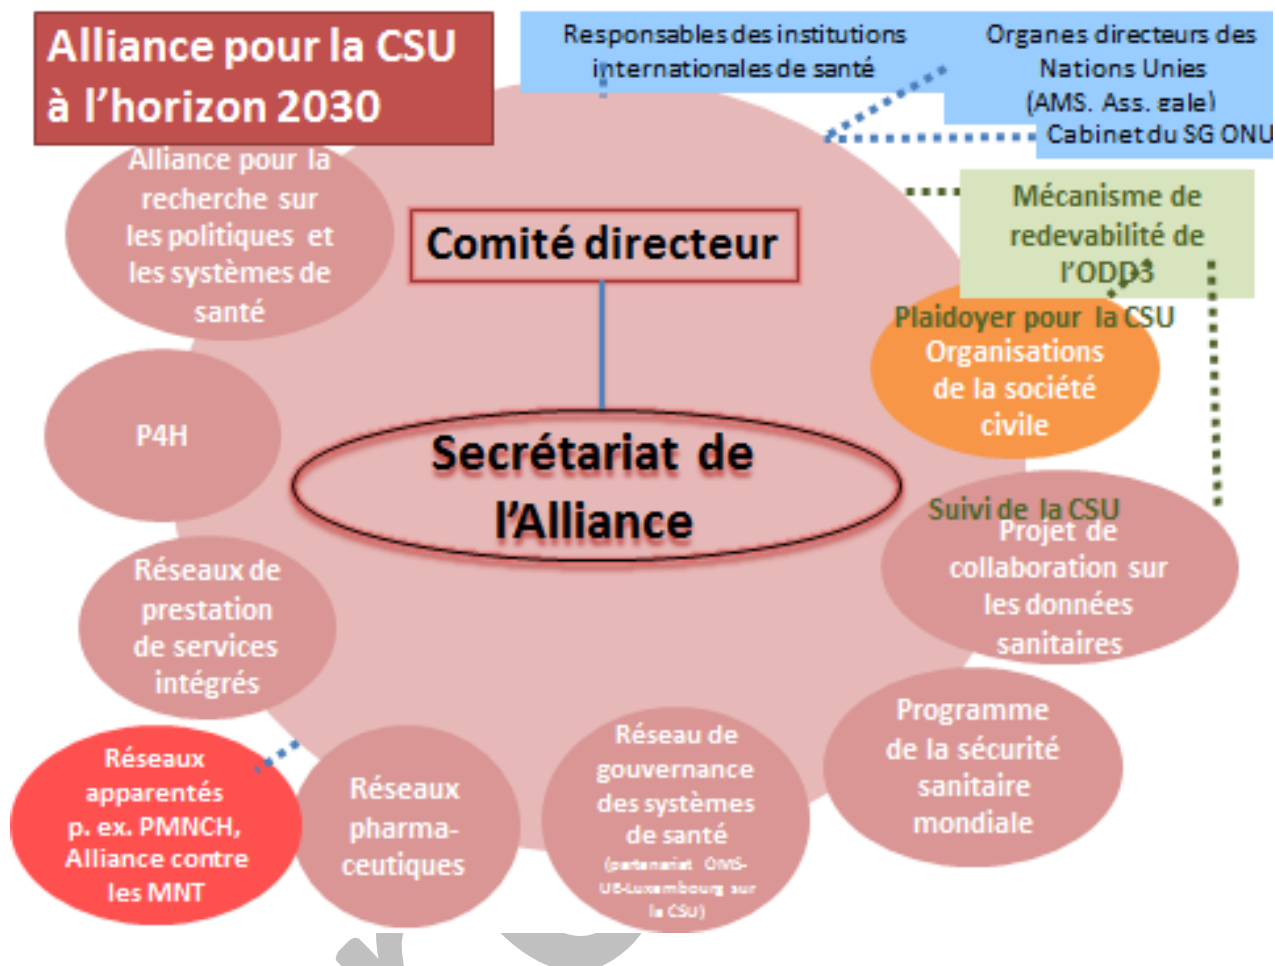 Alliance pour la CSU
à l'horizon 2030
Responsables des institutions
internationales de santé
Organes directeurs des
Nations Unies
(AMS, Ass. gale)
Cabinet du SG ONU
Mécanisme de
redevabilité de
l'ODD3
Alliance pour la
recherche sur
les politiques et
les systèmes de
santé
Comité directeur
Plaidoyer pour la CSU
Organisations
de la société
civile
P4H
Secrétariat de
l'Alliance
Suivi de la CSU
Projet de
collaboration sur
les données
sanitaires
Réseaux de
prestation
de services
intégrés
Programme
de la sécurité
sanitaire
mondiale
Réseaux
apparentés
p. ex. PMNCH,
Alliance contre
les MNT
Réseaux
pharma-
ceutiques
Réseau de
gouvernance
des systèmes
de santé
(partenariat OMS-
UE-Luxembourg sur
la CSU)